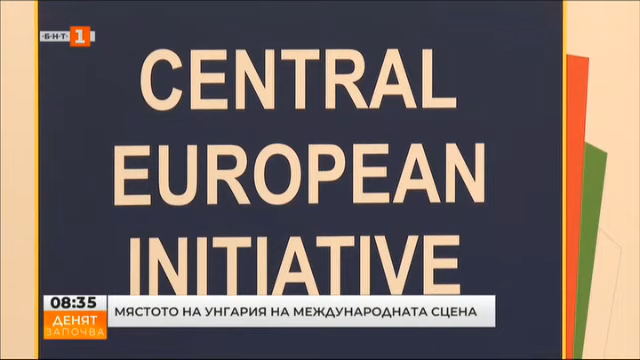 БНТ 1
CENTRAL
EUROPEAN
INITIATIVE
08:35
МЯСТОТО НА УНГАРИЯ НА МЕЖДУНАРОДНАТА СЦЕНА
ДЕНЯТ
ЗАПОЧВА